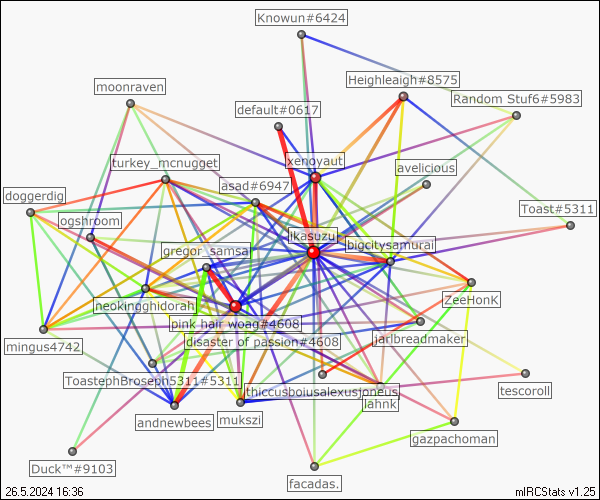 Knowun#6424
Heighleaigh#8575
moonraven
Random Stuf6#5983
default#0617
xenoyaut
turkey_mcnugget
avelicious
asad#6947
doggerdig
Toast#5311
ogshroom
ikasuzu
bigcitysamurai
gregor_samsai
neokingghidorah
ZeeHonK
pink hair woag#4608
disaster of passion#4608
jarlbreadmaker
mingus4742
ToastephBroseph5311#5311
thiccusboiusalexusjoneus
tescoroll
lahnk
andnewbees
mukszi
gazpachoman
Duck™#9103
facadas.
26.5.2024 16:36
mIRCStats v1.25